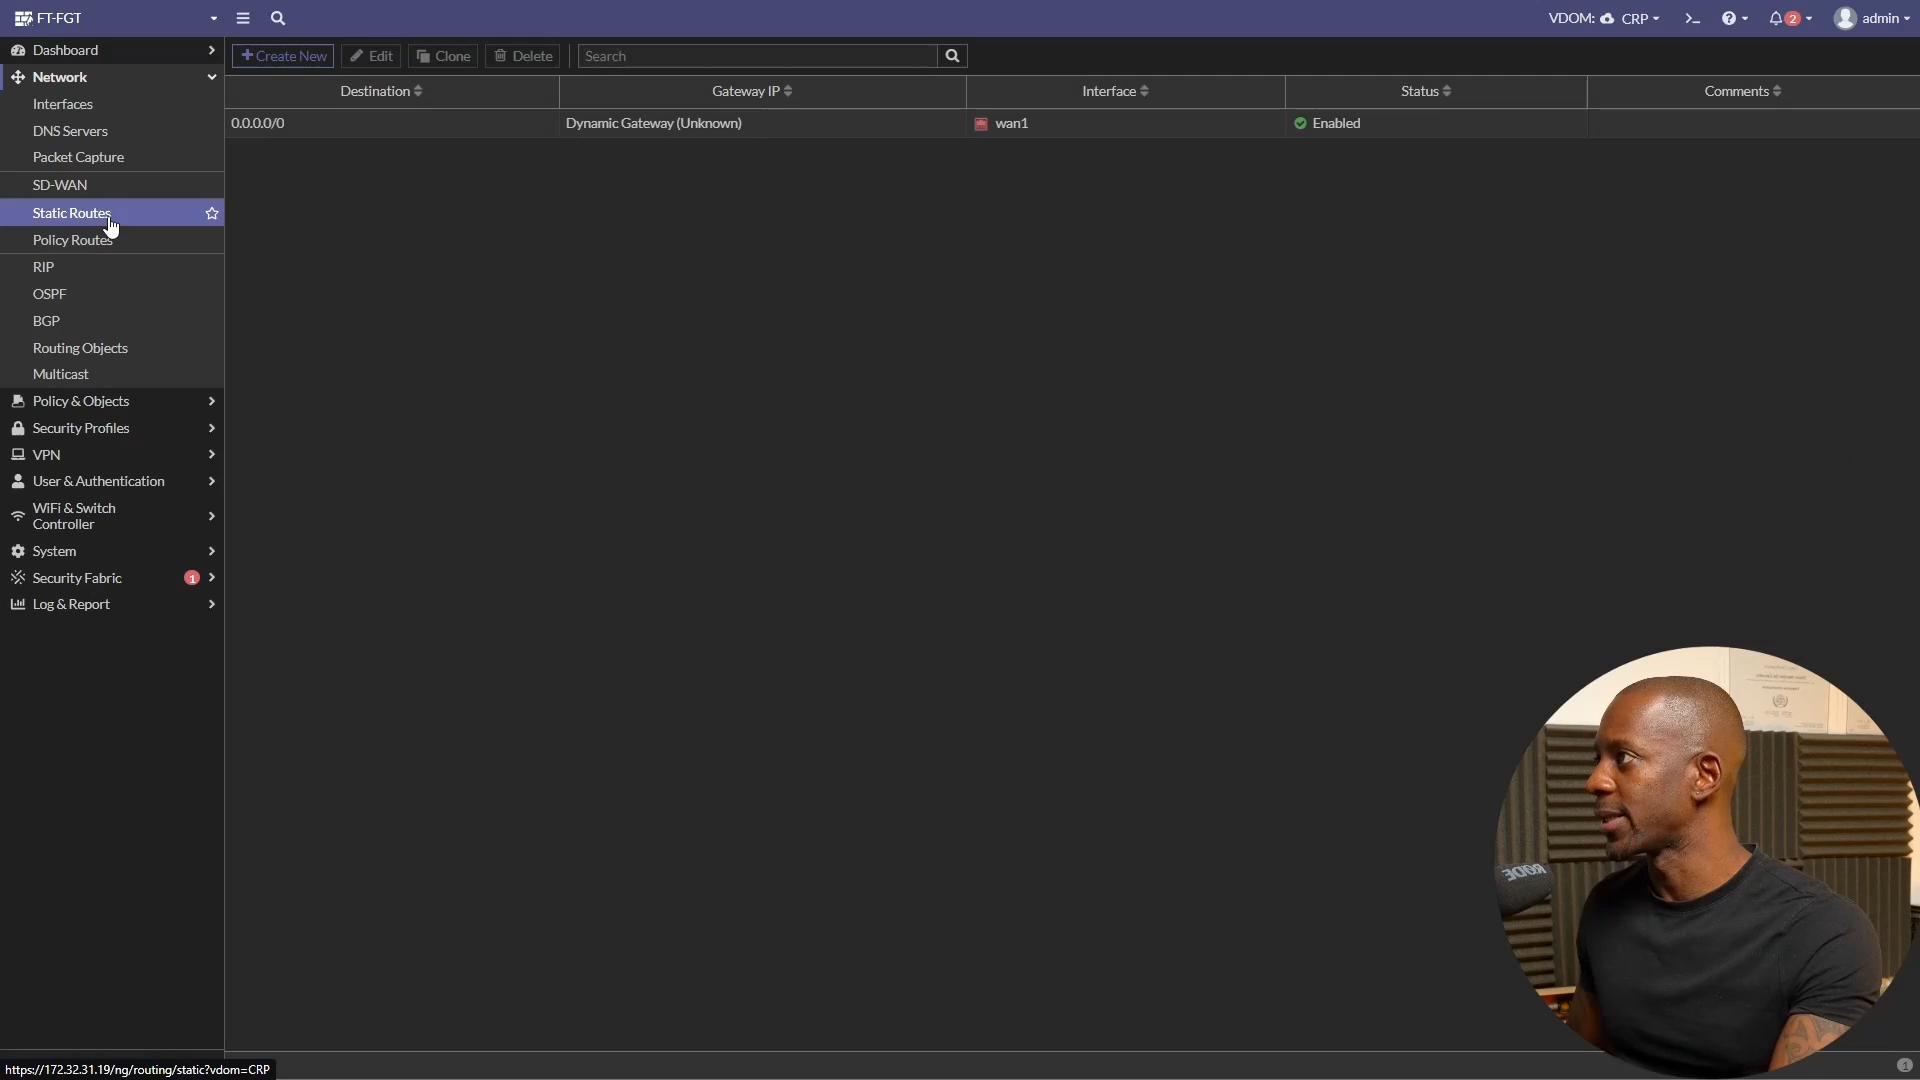 FT-FGT
VDOM: CRP
2
admin
Dashboard
Network
Interfaces
DNS Servers
Packet Capture
SD-WAN
Static Routes
Policy Routes
RIP
OSPF
BGP
Routing Objects
Multicast
Policy & Objects
Security Profiles
VPN
User & Authentication
WiFi & Switch
Controller
System
Security Fabric 1
Log & Report
+ Create New Edit Clone Delete Search
Destination Gateway IP Interface Status Comments
0.0.0.0/0 Dynamic Gateway (Unknown) wan1 Enabled
RØDE
1
https://172.32.31.19/ng/routing/static?vdom=CRP